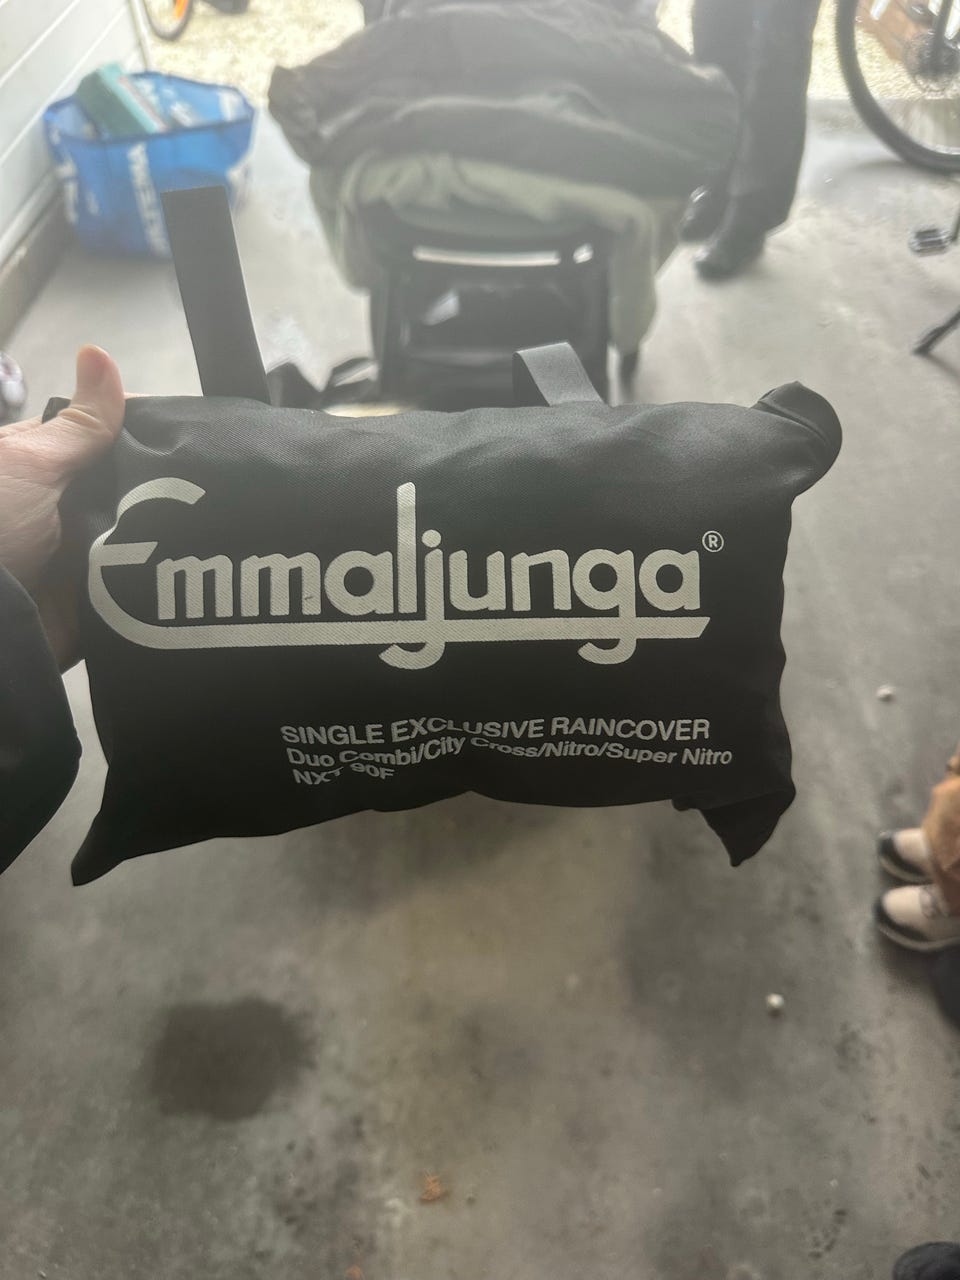 Emmaljunga®
SINGLE EXCLUSIVE RAINCOVER
Duo Combi/City Cross/Nitro/Super Nitro
NXT 90F